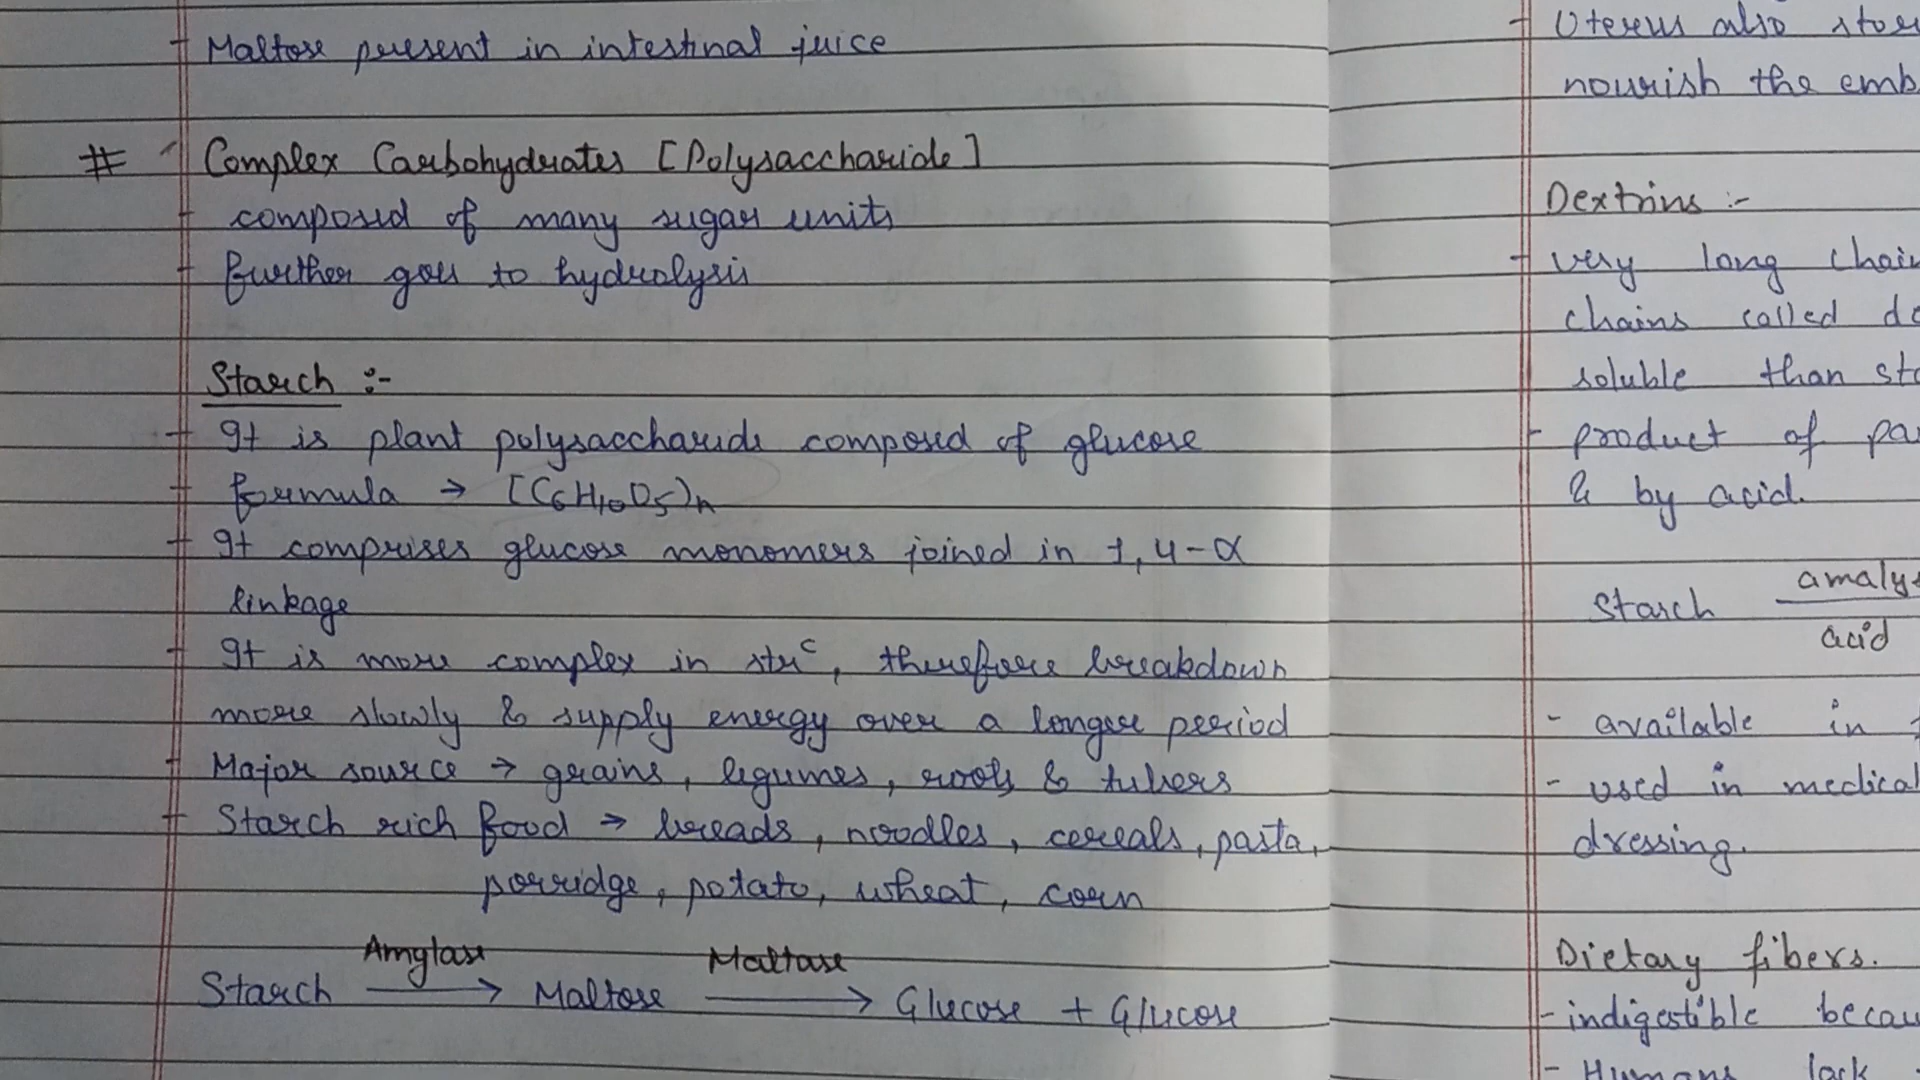 - Maltose present in intestinal juice
# Complex Carbohydrates [Polysaccharide]
- composed of many sugar units
- further goes to hydrolysis
Starch :-
- It is plant polysaccharide composed of glucose
- formula → [C6H10O5)n
- It comprises glucose monomers joined in 1,4-α
linkage
- It is more complex in strc, therefore breakdown
more slowly & supply energy over a longer period
- Major source → grains, legumes, roots & tubers
- Starch rich food → breads, noodles, cereals, pasta,
porridge, potato, wheat, corn
Amylase Maltase
Starch → Maltose → Glucose + Glucose
- Uterus also
nourish the emb
Dextrins :-
- very long chain
chains called
soluble than
- product of
& by acid.
Starch
acid
- available in
- used in medical
dressing.
Dietary fibers.
- indigestible becau
- Humans lack